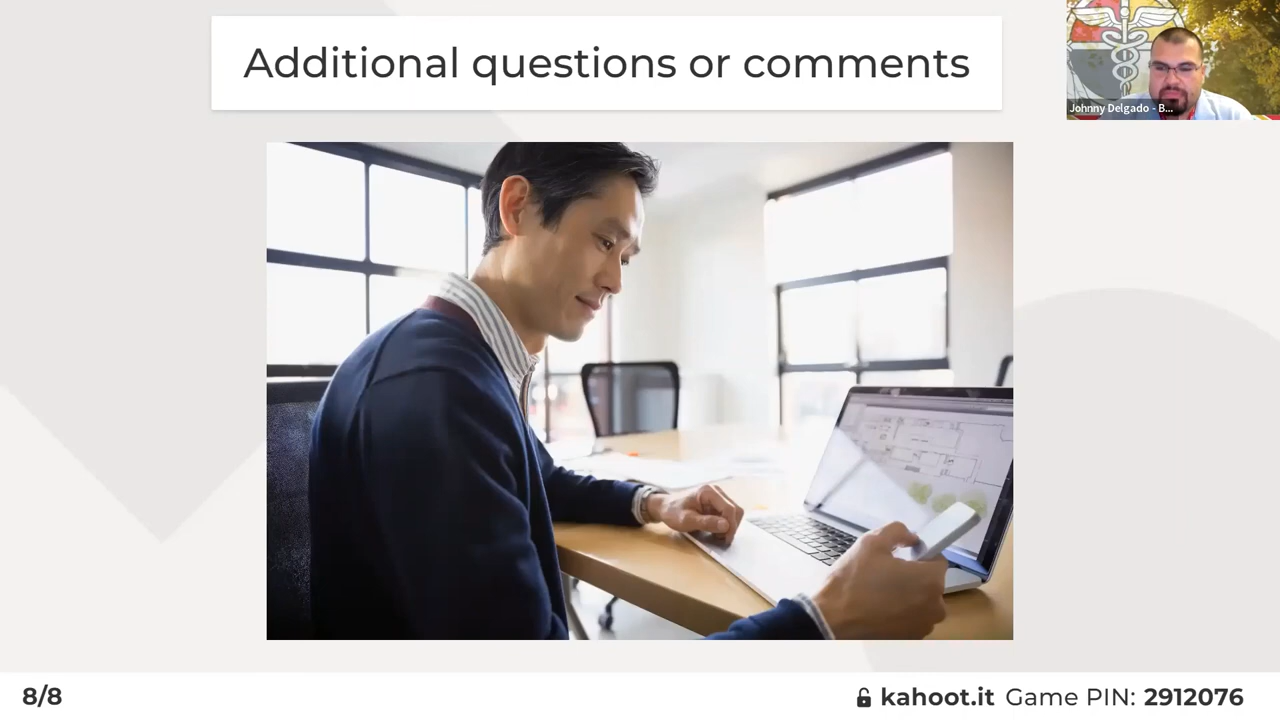 Additional questions or comments
Johnny Delgado - B...
8/8
kahoot.it Game PIN: 2912076